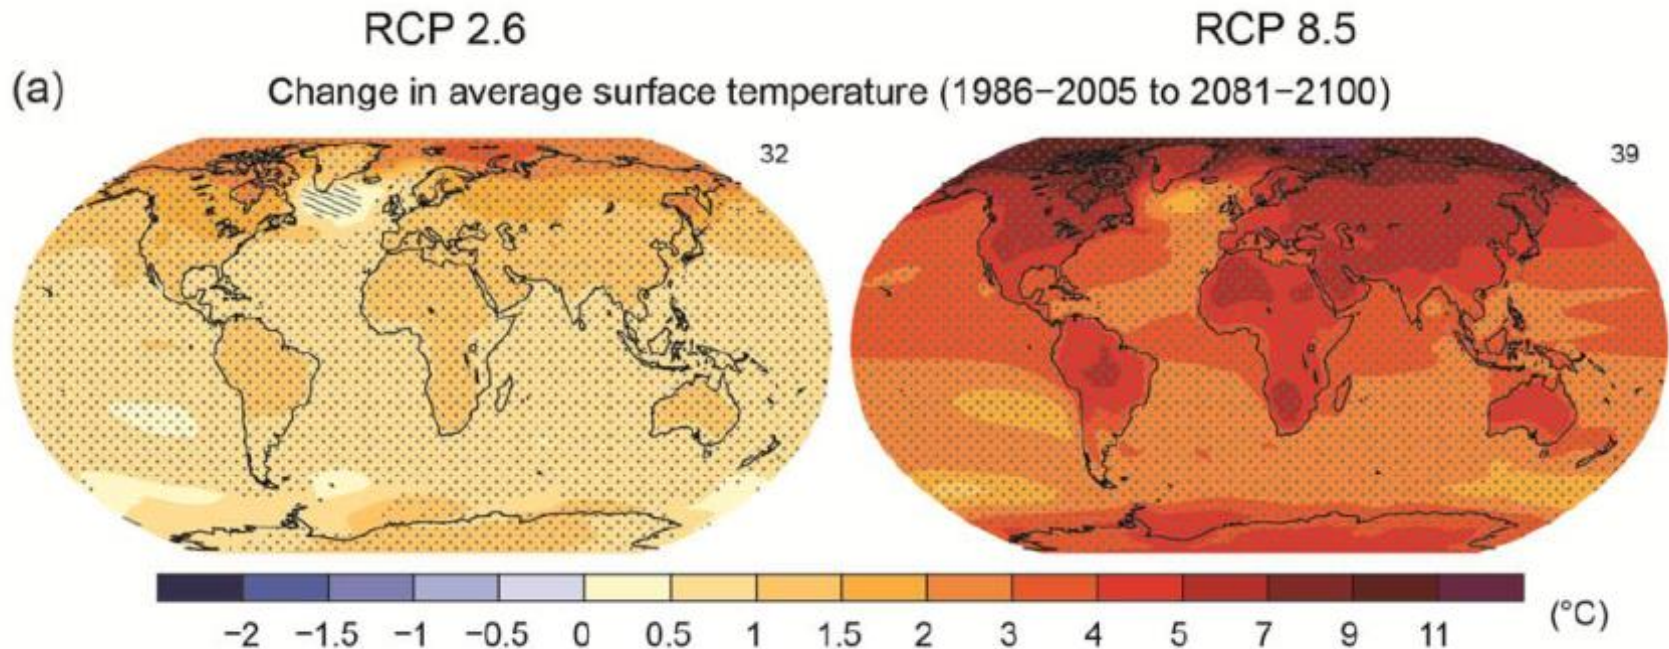 RCP 2.6 RCP 8.5
(a) Change in average surface temperature (1986−2005 to 2081−2100)
32 39
−2 −1.5 −1 −0.5 0 0.5 1 1.5 2 3 4 5 7 9 11 (°C)